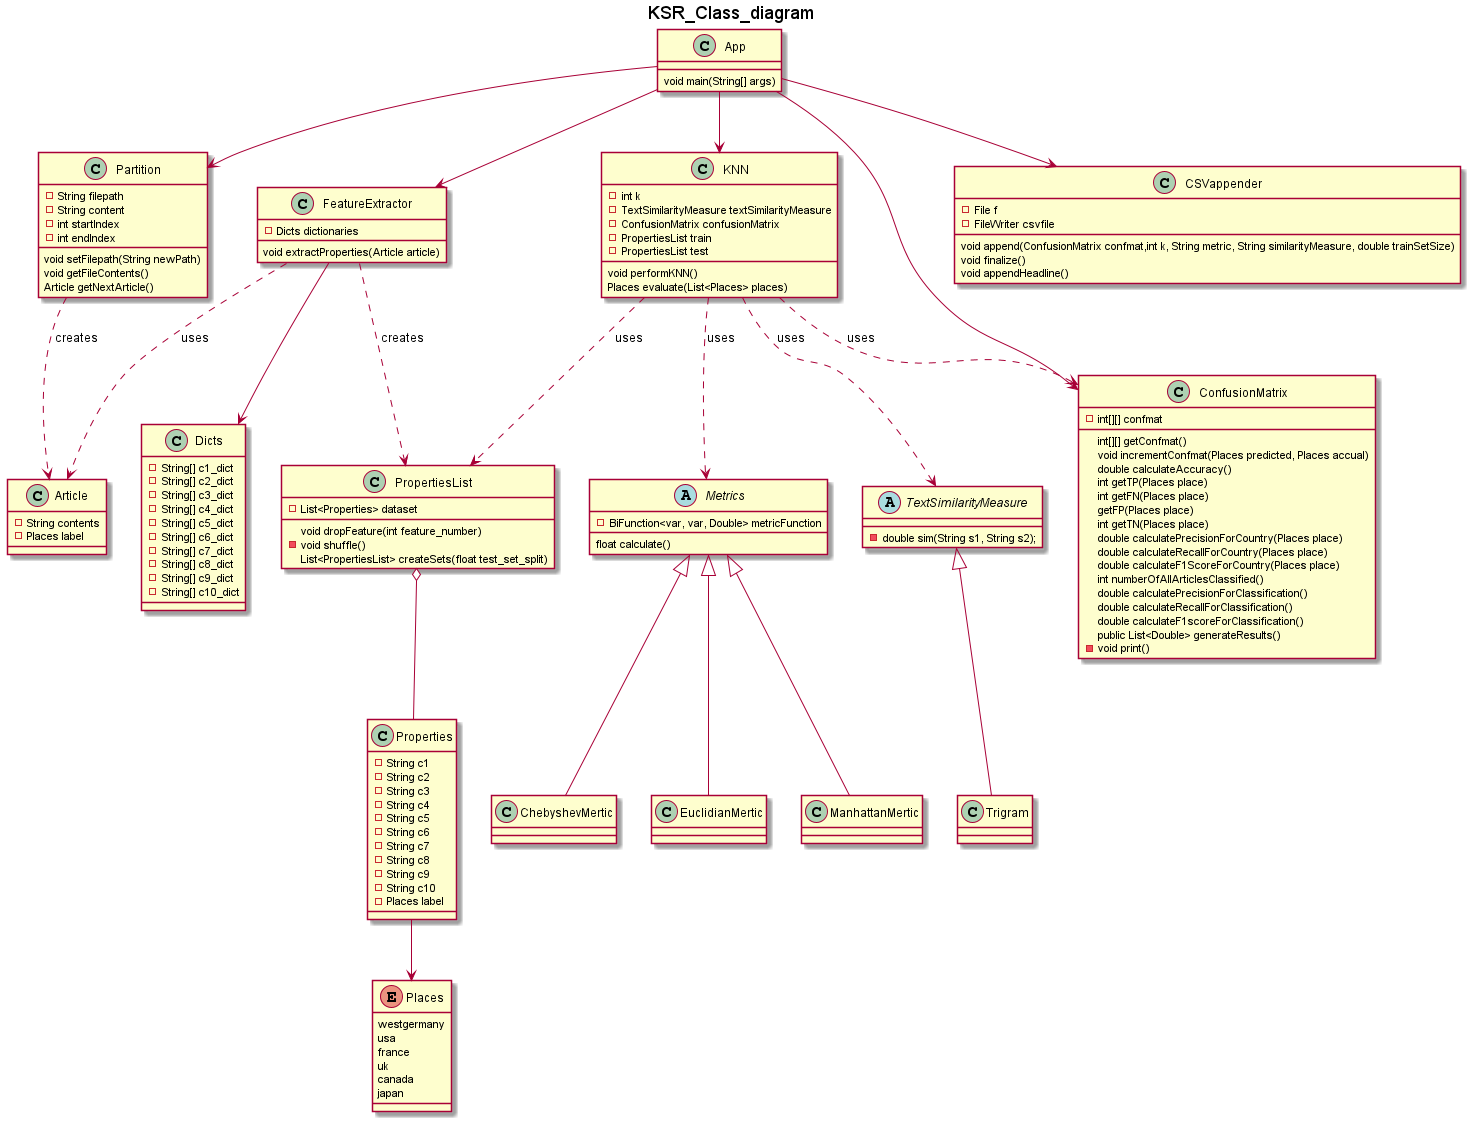 KSR_Class_diagram
C App
void main(String[] args)
C Partition
String filepath
String content
int startIndex
int endIndex
void setFilepath(String newPath)
void getFileContents()
Article getNextArticle()
C FeatureExtractor
Dicts dictionaries
void extractProperties(Article article)
C KNN
int k
TextSimilarityMeasure textSimilarityMeasure
ConfusionMatrix confusionMatrix
PropertiesList train
PropertiesList test
void performKNN()
Places evaluate(List<Places> places)
C CSVappender
File f
FileWriter csvfile
void append(ConfusionMatrix confmat,int k, String metric, String similarityMeasure, double trainSetSize)
void finalize()
void appendHeadline()
creates
uses
creates
uses
uses
uses
uses
C Article
String contents
Places label
C Dicts
String[] c1_dict
String[] c2_dict
String[] c3_dict
String[] c4_dict
String[] c5_dict
String[] c6_dict
String[] c7_dict
String[] c8_dict
String[] c9_dict
String[] c10_dict
C PropertiesList
List<Properties> dataset
void dropFeature(int feature_number)
void shuffle()
List<PropertiesList> createSets(float test_set_split)
A Metrics
BiFunction<var, var, Double> metricFunction
float calculate()
A TextSimilarityMeasure
double sim(String s1, String s2);
C ConfusionMatrix
int[][] confmat
int[][] getConfmat()
void incrementConfmat(Places predicted, Places accual)
double calculateAccuracy()
int getTP(Places place)
int getFN(Places place)
getFP(Places place)
int getTN(Places place)
double calculatePrecisionForCountry(Places place)
double calculateRecallForCountry(Places place)
double calculateF1ScoreForCountry(Places place)
int numberOfAllArticlesClassified()
double calculatePrecisionForClassification()
double calculateRecallForClassification()
double calculateF1scoreForClassification()
public List<Double> generateResults()
void print()
C Properties
String c1
String c2
String c3
String c4
String c5
String c6
String c7
String c8
String c9
String c10
Places label
C ChebyshevMertic
C EuclidianMertic
C ManhattanMertic
C Trigram
E Places
westgermany
usa
france
uk
canada
japan